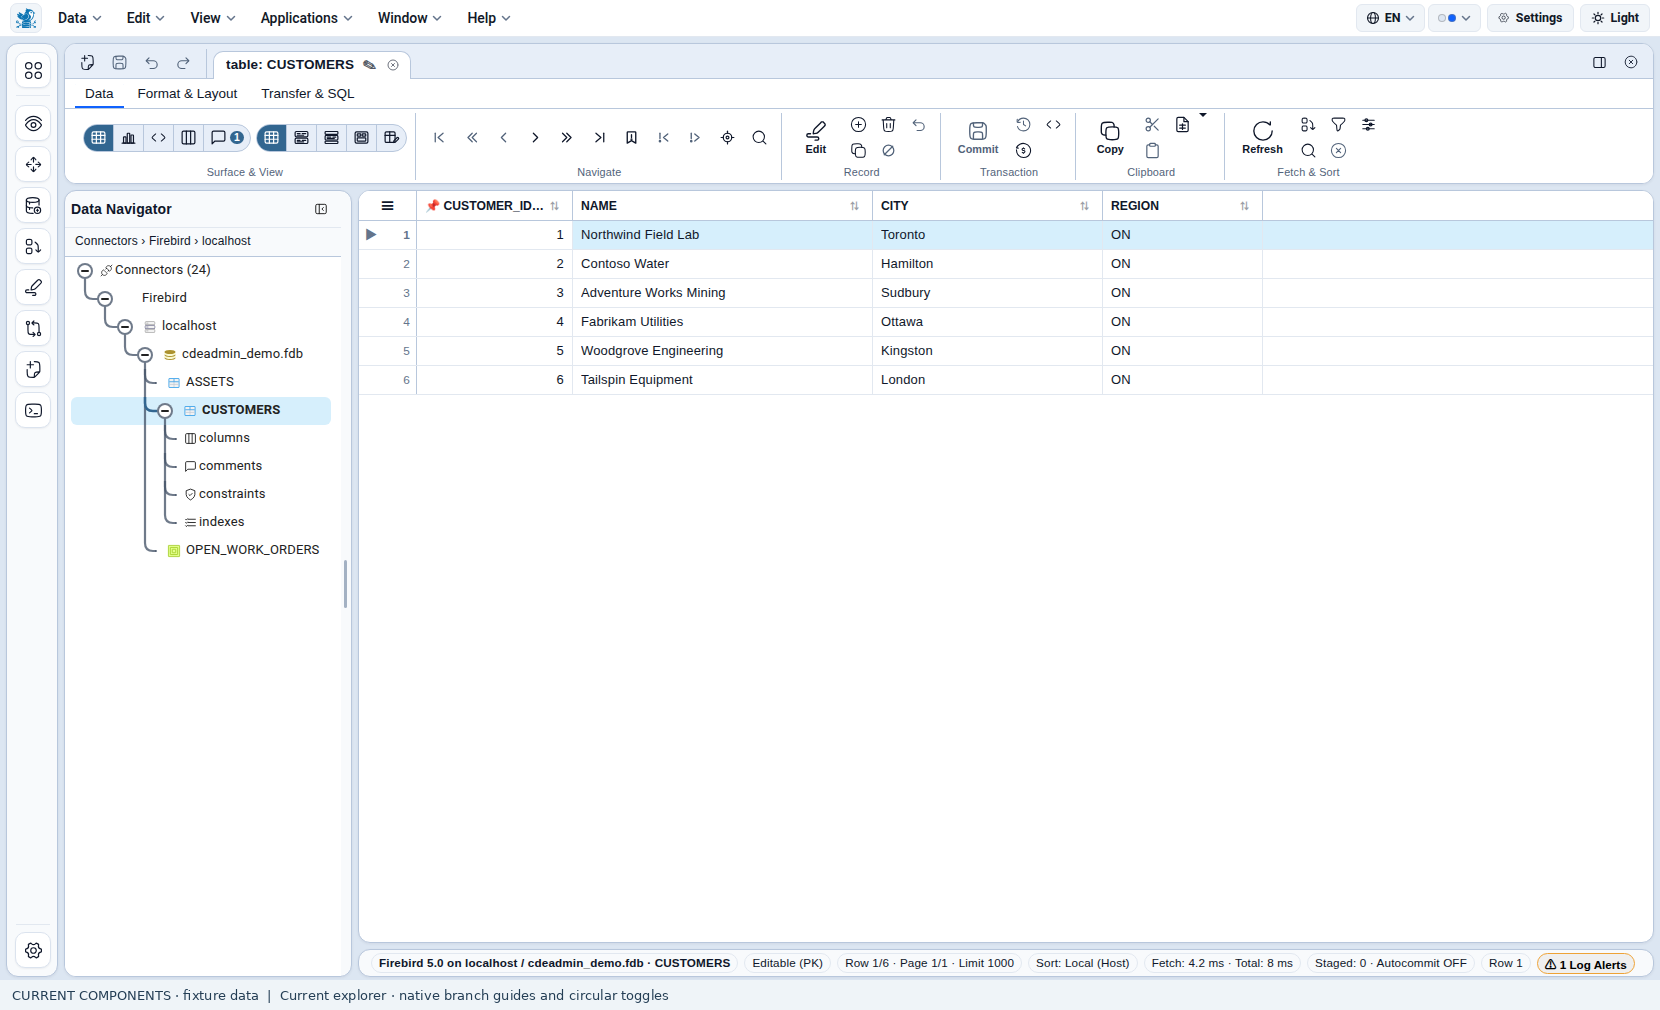 Data Edit View Applications Window Help EN Settings Light
table: CUSTOMERS
Data Format & Layout Transfer & SQL
1
Edit Commit Copy Refresh
Surface & View Navigate Record Transaction Clipboard Fetch & Sort
Data Navigator
Connectors › Firebird › localhost
Connectors (24)
Firebird
localhost
cdeadmin_demo.fdb
ASSETS
CUSTOMERS
columns
comments
constraints
indexes
OPEN_WORK_ORDERS
CUSTOMER_ID... NAME CITY REGION
1 1 Northwind Field Lab Toronto ON
2 2 Contoso Water Hamilton ON
3 3 Adventure Works Mining Sudbury ON
4 4 Fabrikam Utilities Ottawa ON
5 5 Woodgrove Engineering Kingston ON
6 6 Tailspin Equipment London ON
Firebird 5.0 on localhost / cdeadmin_demo.fdb · CUSTOMERS Editable (PK) Row 1/6 · Page 1/1 · Limit 1000 Sort: Local (Host) Fetch: 4.2 ms · Total: 8 ms Staged: 0 · Autocommit OFF Row 1 1 Log Alerts
CURRENT COMPONENTS · fixture data | Current explorer · native branch guides and circular toggles